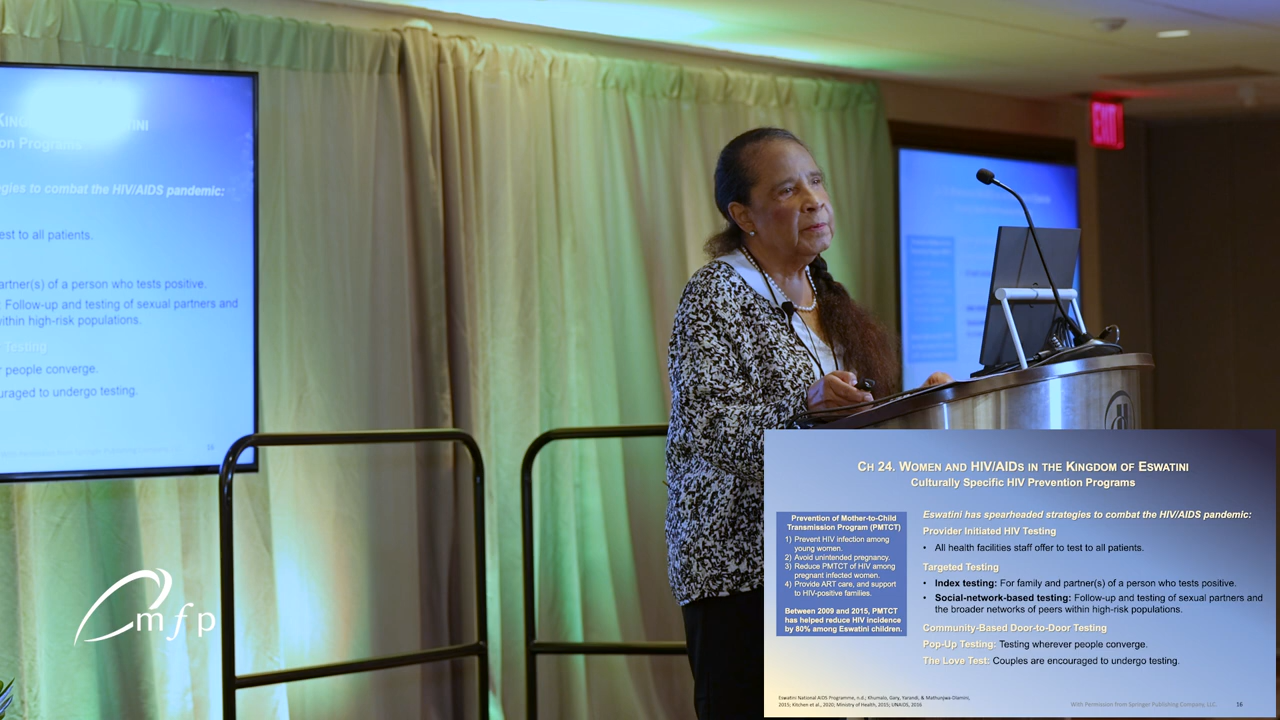 KIN
TINI
on Programs
egies to combat the HIV/AIDS pandemic:
est to all patients.
artner(s) of a person who tests positive.
: Follow-up and testing of sexual partners and
within high-risk populations.
Testing
r people converge.
uraged to undergo testing.
16
EXIT
mfp
CH 24. WOMEN AND HIV/AIDS IN THE KINGDOM OF ESWATINI
Culturally Specific HIV Prevention Programs
Prevention of Mother-to-Child
Transmission Program (PMTCT)
1) Prevent HIV infection among
young women.
2) Avoid unintended pregnancy.
3) Reduce PMTCT of HIV among
pregnant infected women.
4) Provide ART care, and support
to HIV-positive families.
Between 2009 and 2015, PMTCT
has helped reduce HIV incidence
by 80% among Eswatini children.
Eswatini has spearheaded strategies to combat the HIV/AIDS pandemic:
Provider Initiated HIV Testing
• All health facilities staff offer to test to all patients.
Targeted Testing
• Index testing: For family and partner(s) of a person who tests positive.
• Social-network-based testing: Follow-up and testing of sexual partners and
the broader networks of peers within high-risk populations.
Community-Based Door-to-Door Testing
Pop-Up Testing: Testing wherever people converge.
The Love Test: Couples are encouraged to undergo testing.
Eswatini National AIDS Programme, n.d.; Khumalo, Gary, Yarandi, & Mathunjwa-Dlamini,
2015; Kitchen et al., 2020; Ministry of Health, 2015; UNAIDS, 2016
With Permission from Springer Publishing Company, LLC. 16